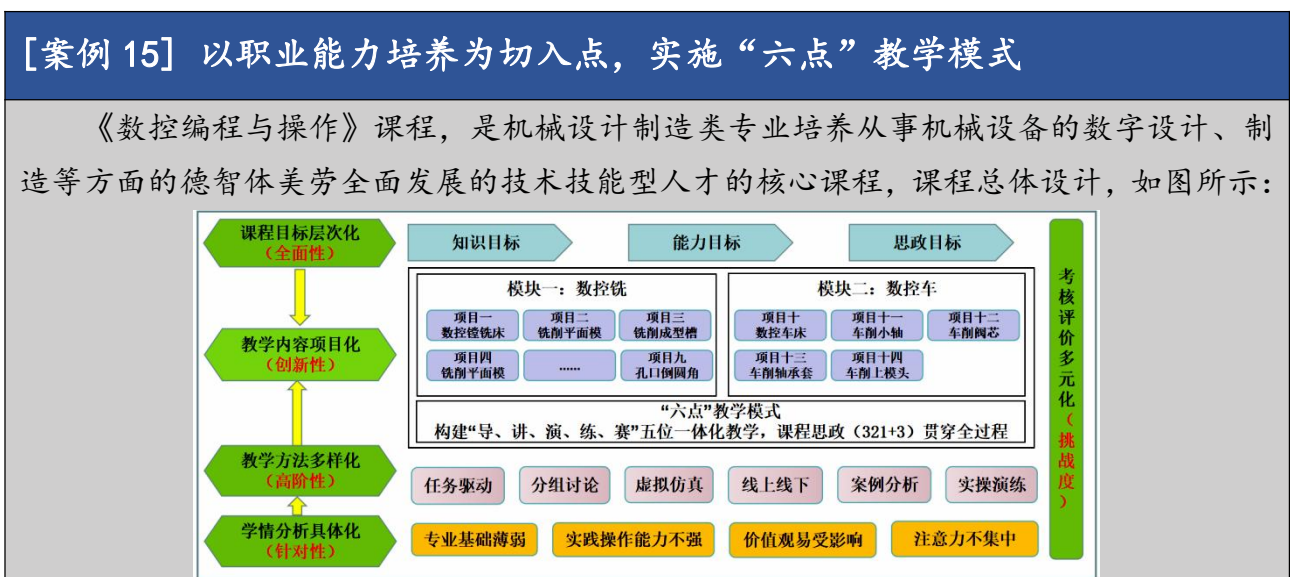 [案例 15] 以职业能力培养为切入点，实施“六点”教学模式
《数控编程与操作》课程，是机械设计制造类专业培养从事机械设备的数字设计、制
造等方面的德智体美劳全面发展的技术技能型人才的核心课程，课程总体设计，如图所示：
课程目标层次化
（全面性）
知识目标
能力目标
思政目标
教学内容项目化
（创新性）
模块一：数控铣
项目一
数控镗铣床
项目二
铣削平面模
项目三
铣削成型槽
项目四
铣削平面模
......
项目九
孔口倒圆角
模块二：数控车
项目十
数控车床
项目十一
车削小轴
项目十二
车削阀芯
项目十三
车削轴承套
项目十四
车削上模头
“六点”教学模式
构建“导、讲、演、练、赛”五位一体化教学，课程思政（321+3）贯穿全过程
教学方法多样化
（高阶性）
任务驱动
分组讨论
虚拟仿真
线上线下
案例分析
实操演练
学情分析具体化
（针对性）
专业基础薄弱
实践操作能力不强
价值观易受影响
注意力不集中
考核评价多元化（挑战度）